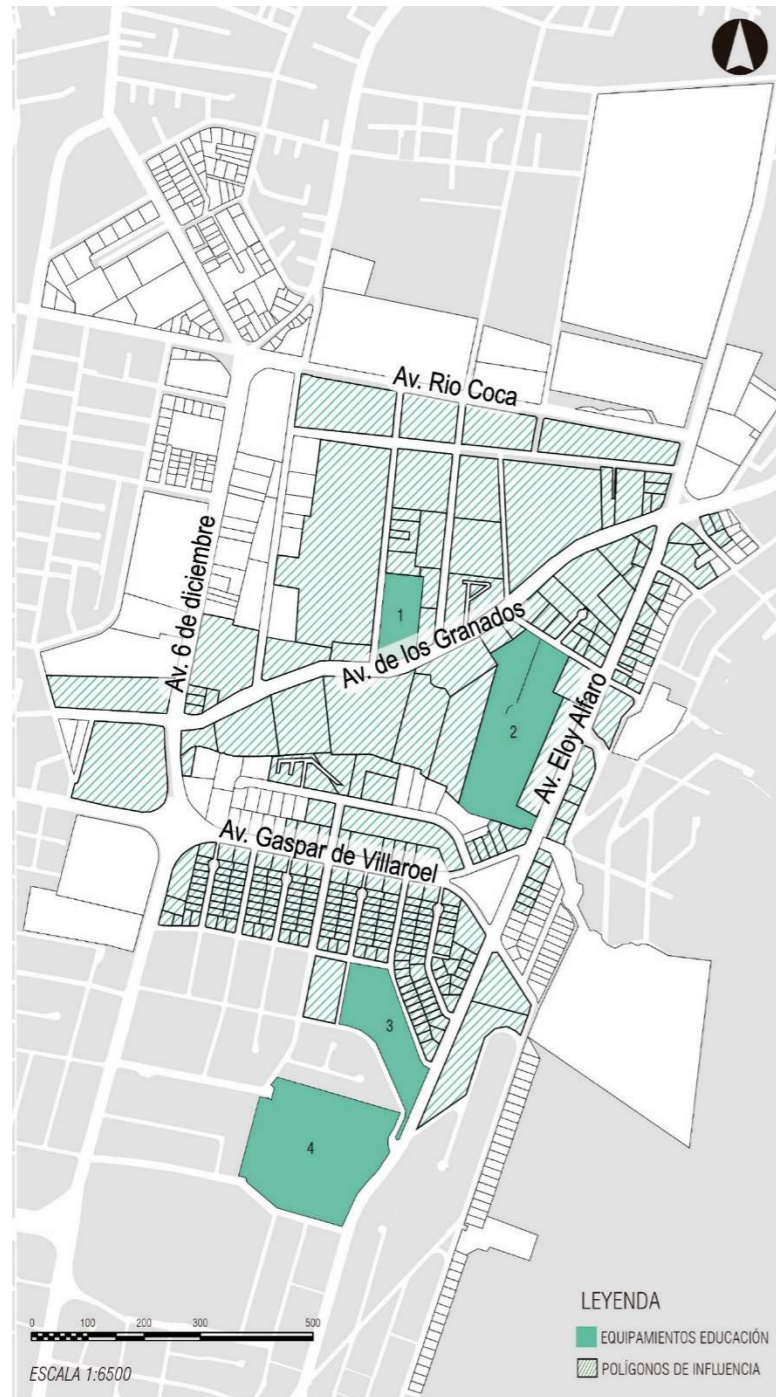 Av. Rio Coca
Av. 6 de diciembre
1
Av. de los Granados
2
Av. Eloy Alfaro
Av. Gaspar de Villaroel
3
4
LEYENDA
EQUIPAMIENTOS EDUCACIÓN
POLÍGONOS DE INFLUENCIA
0 100 200 300 500
ESCALA 1:6500